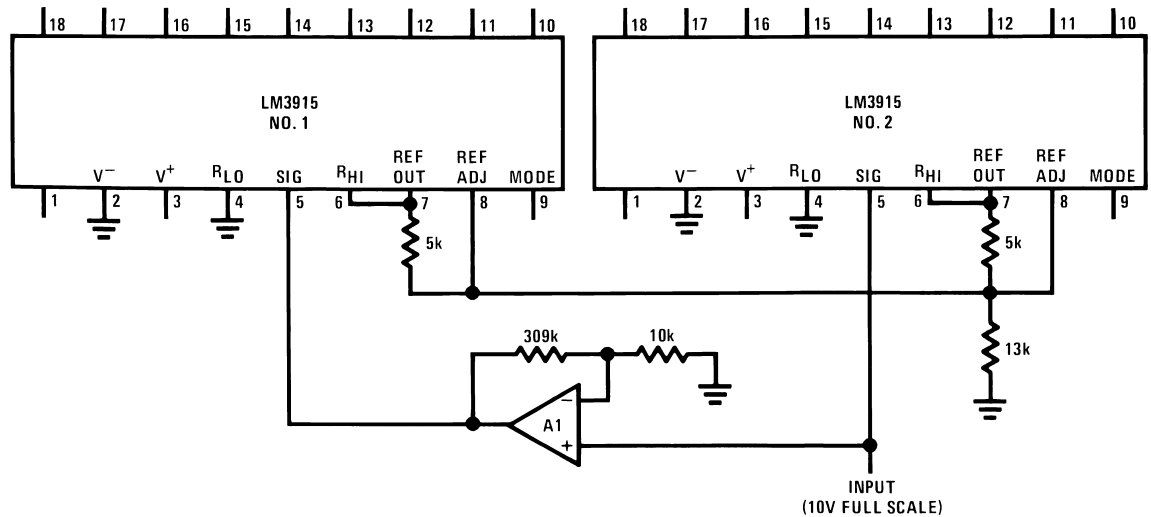 18 17 16 15 14 13 12 11 10
18 17 16 15 14 13 12 11 10
LM3915
NO. 1
LM3915
NO. 2
V− V+ RLO SIG RHI REF OUT REF ADJ MODE
V− V+ RLO SIG RHI REF OUT REF ADJ MODE
1 2 3 4 5 6 7 8 9
1 2 3 4 5 6 7 8 9
5k
5k
309k
10k
13k
−
A1
+
INPUT
(10V FULL SCALE)